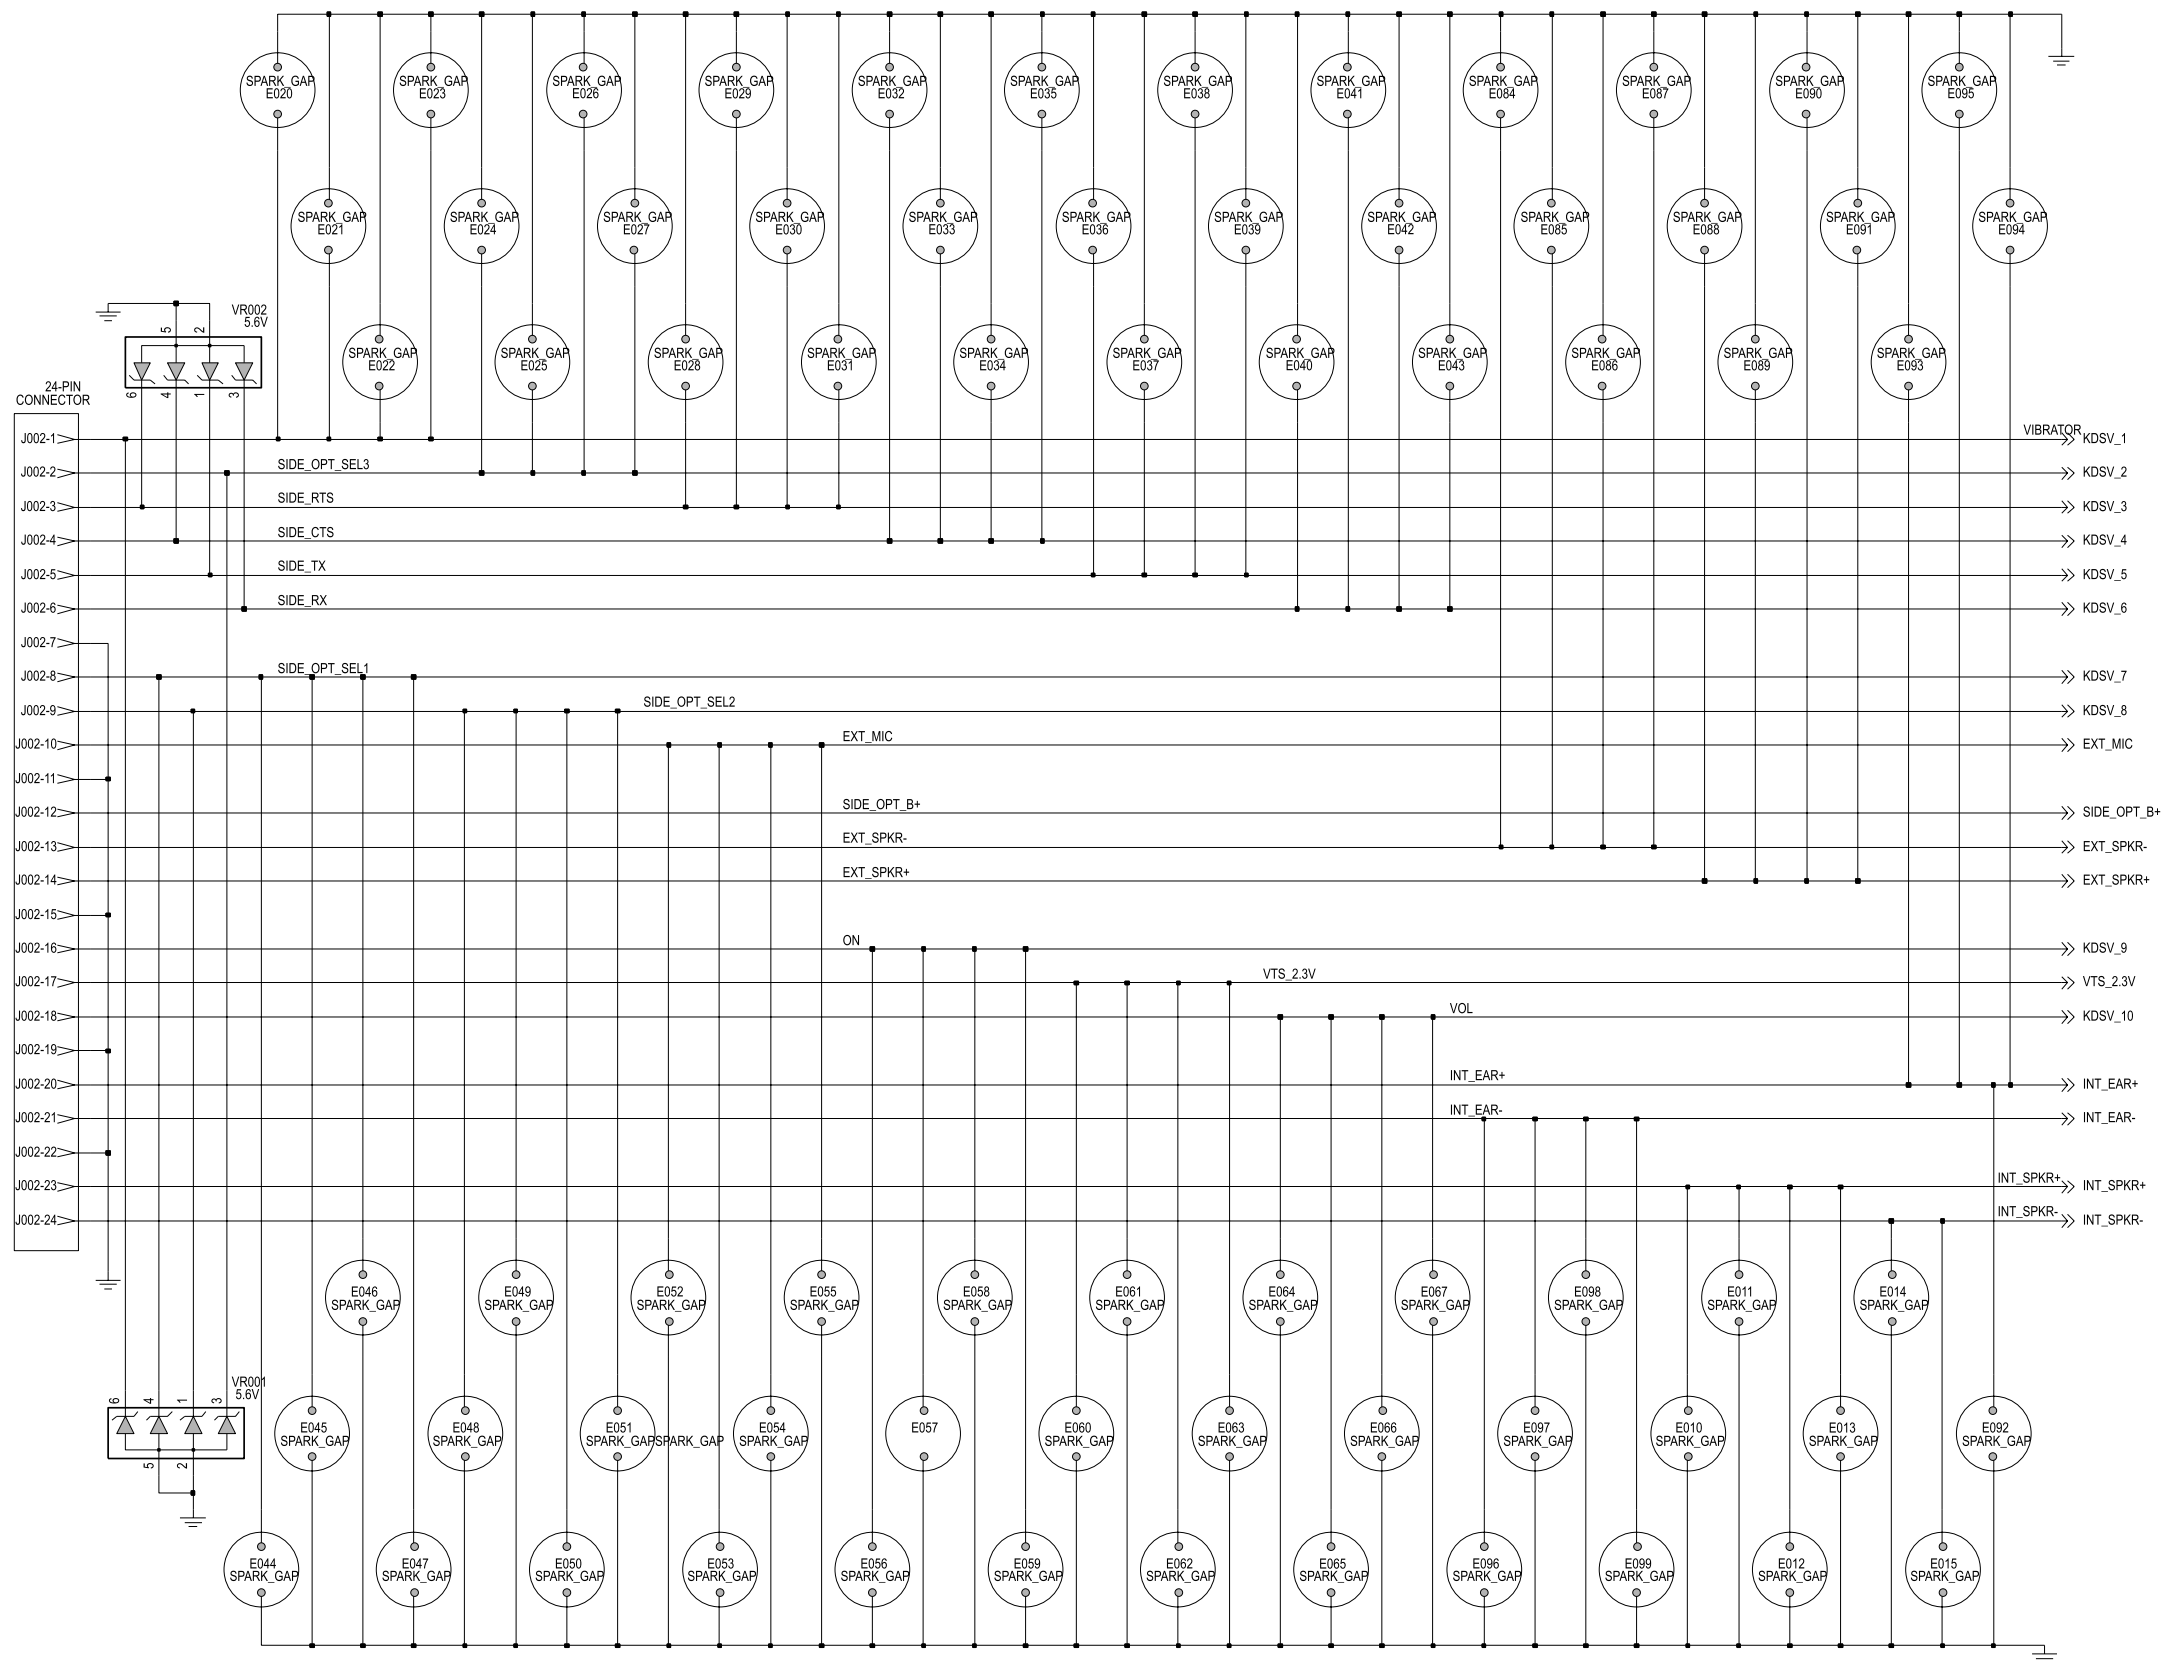 SPARK_GAP SPARK_GAP SPARK_GAP SPARK_GAP SPARK_GAP SPARK_GAP SPARK_GAP SPARK_GAP SPARK_GAP SPARK_GAP SPARK_GAP SPARK_GAP
E020 E023 E026 E029 E032 E035 E038 E041 E084 E087 E090 E095
SPARK_GAP SPARK_GAP SPARK_GAP SPARK_GAP SPARK_GAP SPARK_GAP SPARK_GAP SPARK_GAP SPARK_GAP SPARK_GAP SPARK_GAP SPARK_GAP
E021 E024 E027 E030 E033 E036 E039 E042 E085 E088 E091 E094
VR002
5.6V
5 2
SPARK_GAP SPARK_GAP SPARK_GAP SPARK_GAP SPARK_GAP SPARK_GAP SPARK_GAP SPARK_GAP SPARK_GAP SPARK_GAP SPARK_GAP
E022 E025 E028 E031 E034 E037 E040 E043 E086 E089 E093
6 4 1 3
24-PIN
CONNECTOR
J002-1 VIBRATOR KDSV_1
J002-2 SIDE_OPT_SEL3 KDSV_2
J002-3 SIDE_RTS KDSV_3
J002-4 SIDE_CTS KDSV_4
J002-5 SIDE_TX KDSV_5
J002-6 SIDE_RX KDSV_6
J002-7
J002-8 SIDE_OPT_SEL1 KDSV_7
J002-9 SIDE_OPT_SEL2 KDSV_8
J002-10 EXT_MIC EXT_MIC
J002-11
J002-12 SIDE_OPT_B+ SIDE_OPT_B+
J002-13 EXT_SPKR- EXT_SPKR-
J002-14 EXT_SPKR+ EXT_SPKR+
J002-15
J002-16 ON KDSV_9
J002-17 VTS_2.3V VTS_2.3V
J002-18 VOL KDSV_10
J002-19
J002-20 INT_EAR+ INT_EAR+
J002-21 INT_EAR- INT_EAR-
J002-22
J002-23 INT_SPKR+ INT_SPKR+
J002-24 INT_SPKR- INT_SPKR-
E046 E049 E052 E055 E058 E061 E064 E067 E098 E011 E014
SPARK_GAP SPARK_GAP SPARK_GAP SPARK_GAP SPARK_GAP SPARK_GAP SPARK_GAP SPARK_GAP SPARK_GAP SPARK_GAP SPARK_GAP
VR001
5.6V
6 4 1 3
E045 E048 E051 E054 E057 E060 E063 E066 E097 E010 E013 E092
SPARK_GAP SPARK_GAP SPARK_GAP SPARK_GAP SPARK_GAP SPARK_GAP SPARK_GAP SPARK_GAP SPARK_GAP SPARK_GAP SPARK_GAP SPARK_GAP
5 2
E044 E047 E050 E053 E056 E059 E062 E065 E096 E099 E012 E015
SPARK_GAP SPARK_GAP SPARK_GAP SPARK_GAP SPARK_GAP SPARK_GAP SPARK_GAP SPARK_GAP SPARK_GAP SPARK_GAP SPARK_GAP SPARK_GAP